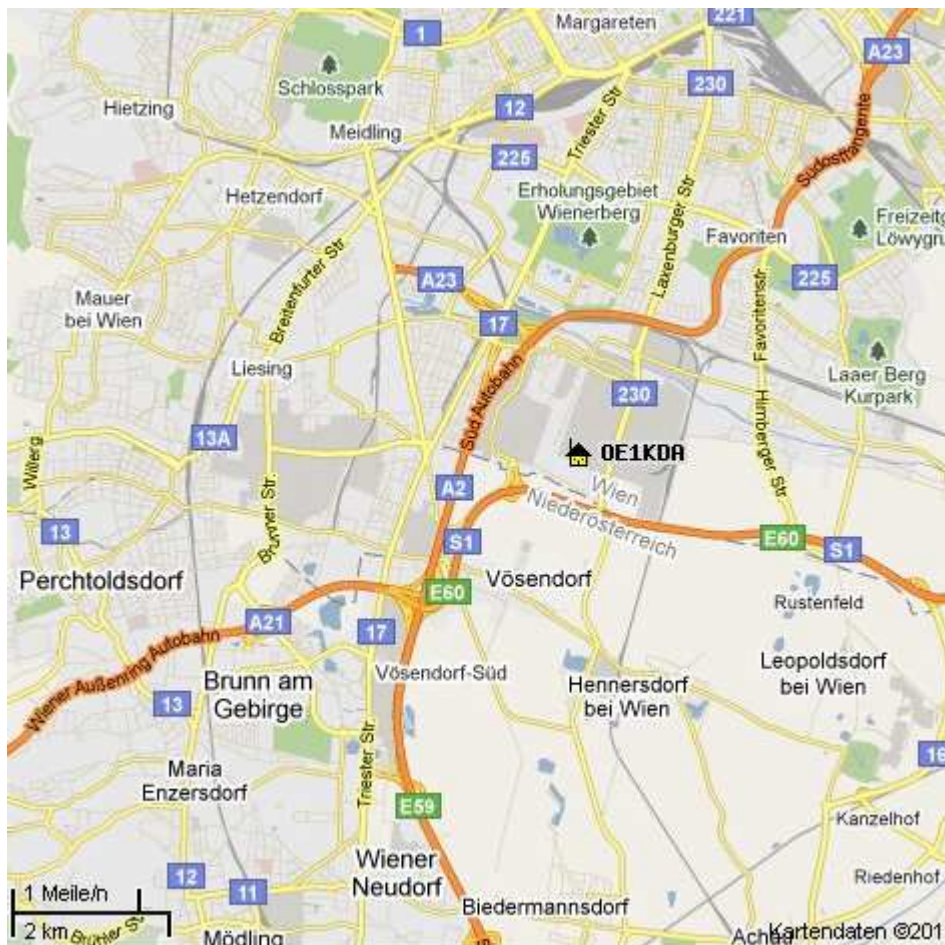 Margareten
221
1
A23
Schlosspark
230
Hietzing
12
Meidling
Triester Str
Südosttangente
225
Hetzendorf
Erholungsgebiet
Wienerberg
Laxenburger Str
Freizeit
Löwygru
Favoriten
Breitenfurter Str
A23
225
Mauer
bei Wien
17
Favoritenstr
Liesing
Süd Autobahn
Laaer Berg
Kurpark
230
13A
Himberger Str
Willerg
OE1KDA
A2
Wien
Niederösterreich
Brunner Str.
13
S1
E60
S1
Perchtoldsdorf
Vösendorf
E60
Rustenfeld
A21
17
Wiener Außenring Autobahn
Leopoldsdorf
bei Wien
Vösendorf-Süd
Brunn am
Gebirge
Hennersdorf
bei Wien
13
Triester Str.
16
Maria
Enzersdorf
E59
Kanzelhof
Wiener
Neudorf
12
11
Riedenhof
1 Meile/n
Biedermannsdorf
2 km
Brühler St
Mödling
Achau
Kartendaten ©201